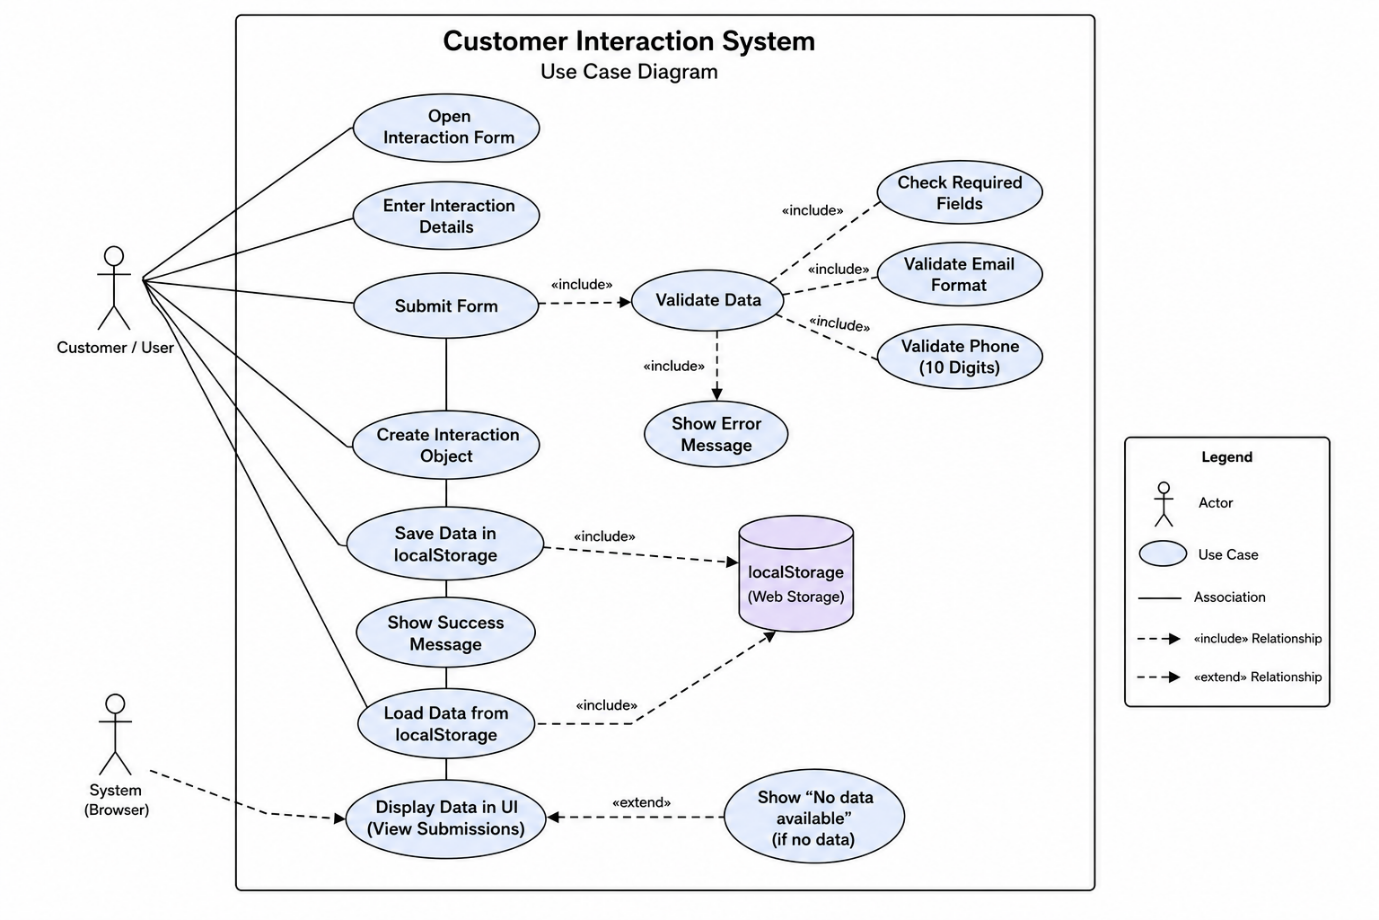 Customer Interaction System
Use Case Diagram
Open
Interaction Form
Enter Interaction
Details
Submit Form
«include»
Validate Data
«include»
Check Required
Fields
«include»
Validate Email
Format
«include»
Validate Phone
(10 Digits)
«include»
Show Error
Message
Customer / User
Create Interaction
Object
Save Data in
localStorage
«include»
localStorage
(Web Storage)
Show Success
Message
Load Data from
localStorage
«include»
System
(Browser)
Display Data in UI
(View Submissions)
«extend»
Show “No data
available”
(if no data)
Legend
Actor
Use Case
Association
«include» Relationship
«extend» Relationship